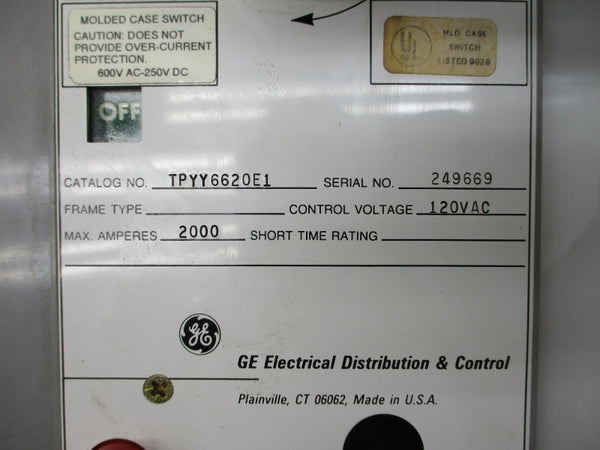 MOLDED CASE SWITCH
CAUTION: DOES NOT
PROVIDE OVER-CURRENT
PROTECTION.
600V AC-250V DC
UL
MLD. CASE
SWITCH
LISTED 902B
OFF
CATALOG NO. TPYY6620E1 SERIAL NO. 249669
FRAME TYPE CONTROL VOLTAGE 120VAC
MAX. AMPERES 2000 SHORT TIME RATING
GE
GE Electrical Distribution & Control
Plainville, CT 06062, Made in U.S.A.